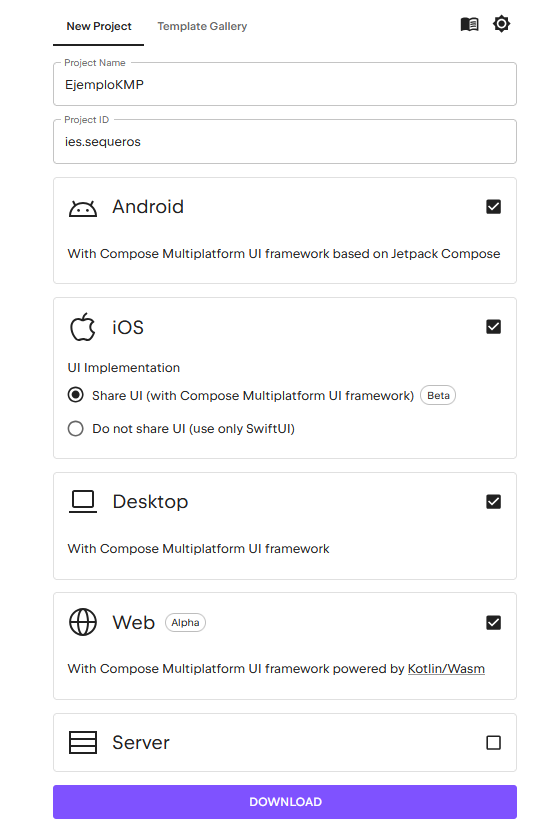 New Project
Template Gallery
Project Name
EjemploKMP
Project ID
ies.sequeros
Android
With Compose Multiplatform UI framework based on Jetpack Compose
iOS
UI Implementation
Share UI (with Compose Multiplatform UI framework) Beta
Do not share UI (use only SwiftUI)
Desktop
With Compose Multiplatform UI framework
Web Alpha
With Compose Multiplatform UI framework powered by Kotlin/Wasm
Server
DOWNLOAD